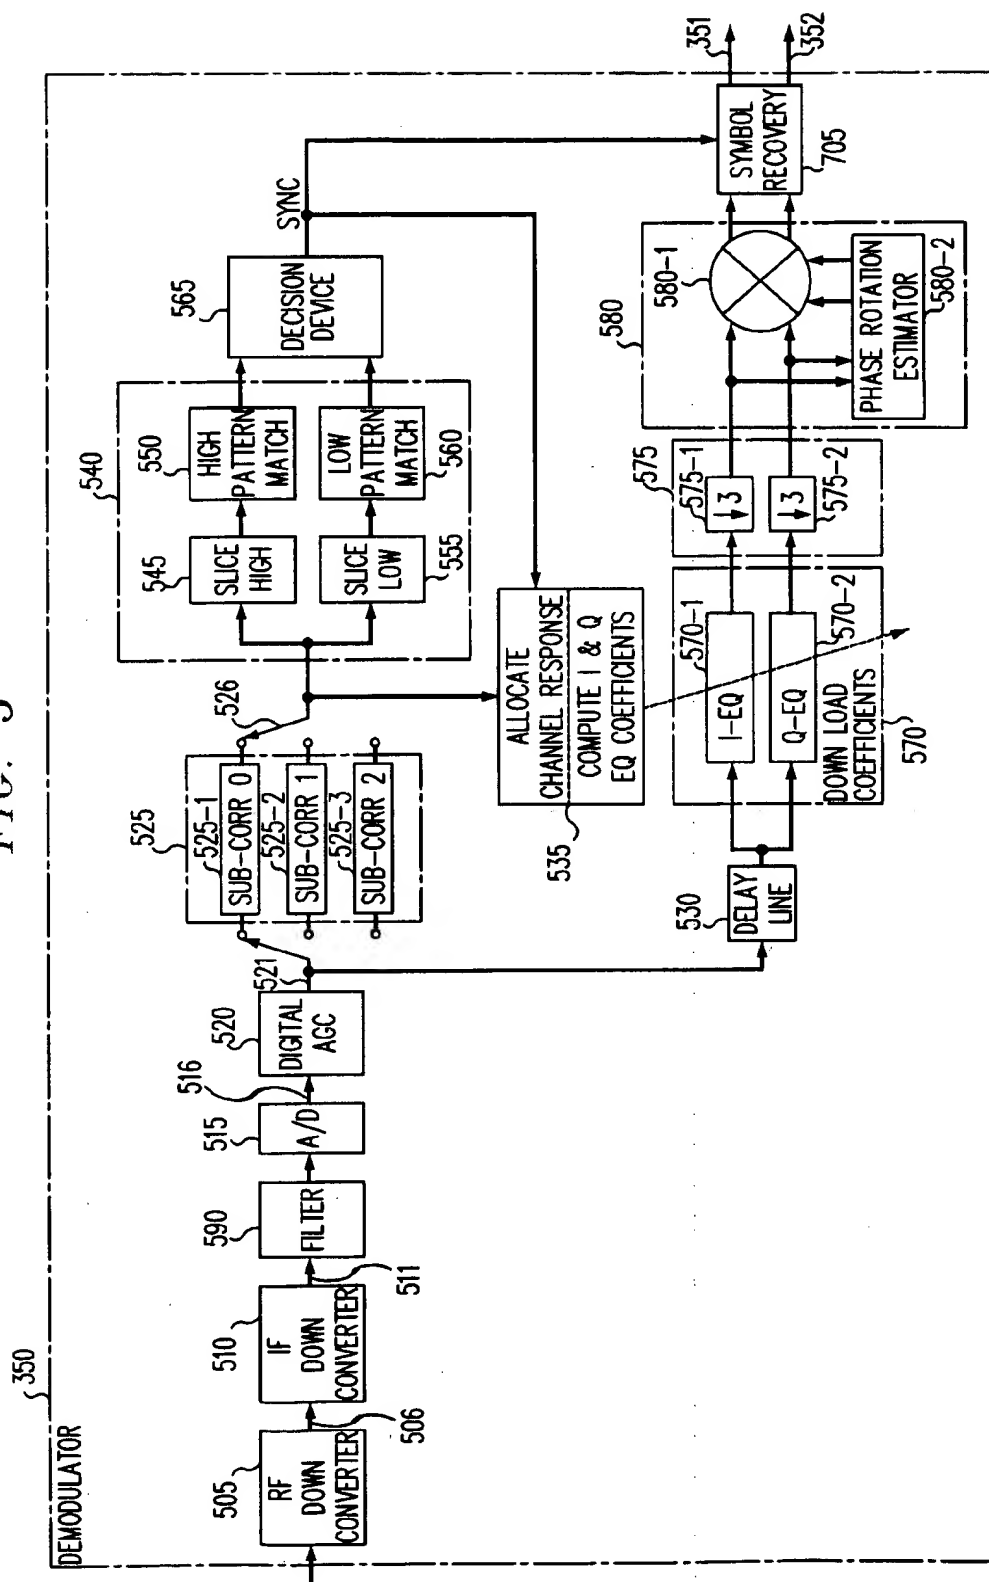 FIG. 5
DEMODULATOR
350
RF
DOWN
CONVERTER
505
506
IF
DOWN
CONVERTER
510
511
FILTER
590
A/D
515
516
DIGITAL
AGC
520
521
525
SUB-CORR 0
525-1
SUB-CORR 1
525-2
SUB-CORR 2
525-3
526
540
SLICE
HIGH
545
HIGH
PATTERN
MATCH
550
SLICE
LOW
555
LOW
PATTERN
MATCH
560
DECISION
DEVICE
565
SYNC
ALLOCATE
CHANNEL RESPONSE
COMPUTE I & Q
EQ COEFFICIENTS
535
DELAY
LINE
530
I-EQ
570-1
Q-EQ
570-2
DOWN LOAD
COEFFICIENTS
570
575
↓3
575-1
↓3
575-2
580
580-1
PHASE ROTATION
ESTIMATOR
580-2
SYMBOL
RECOVERY
705
351
352